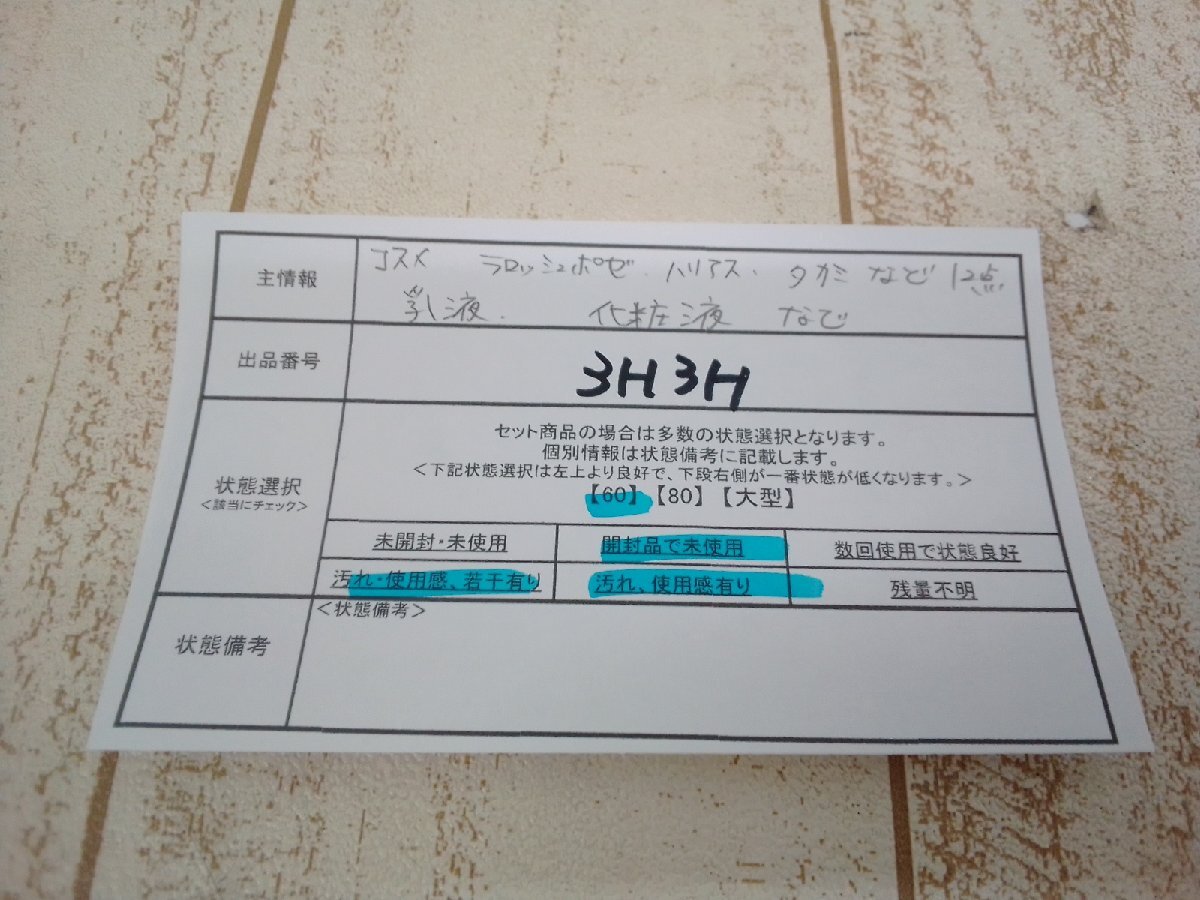 主情報
コスメ ラロッシュポゼ・ハリアス・タカミ など 12点
乳液・ 化粧液 など
出品番号
3H3H
状態選択
<該当にチェック>
セット商品の場合は多数の状態選択となります。
個別情報は状態備考に記載します。
<下記状態選択は左上より良好で、下段右側が一番状態が低くなります。>
【60】【80】【大型】
未開封・未使用 開封品で未使用 数回使用で状態良好
汚れ・使用感、若干有り 汚れ、使用感有り 残量不明
状態備考
<状態備考>